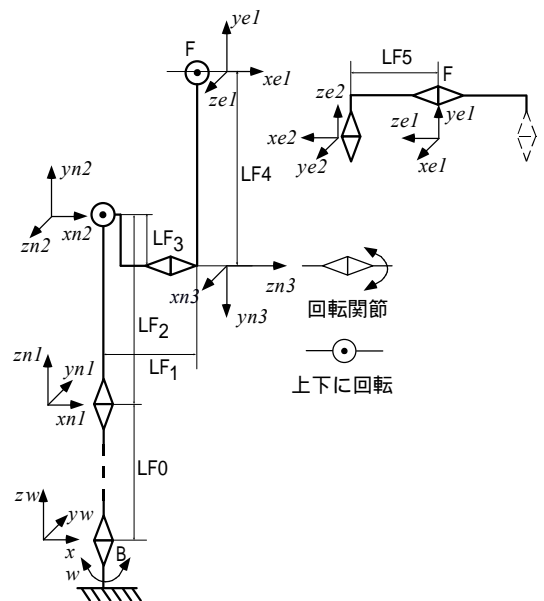 F
ye1
xe1
ze1
LF5
F
ze2
ye1
xe2
ye2
ze1
xe1
LF4
yn2
xn2
zn2
LF3
xn3
zn3
yn3
回転関節
LF2
zn1
yn1
LF1
xn1
上下に回転
LF0
zw
yw
x
w
B